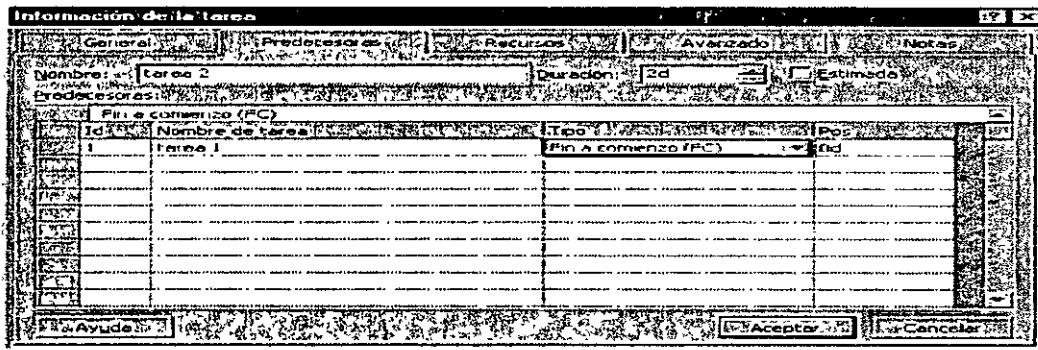 Información de la tarea
General Predecesoras Recursos Avanzado Notas
Nombre: tarea 2 Duración: 2d Estimada
Predecesoras:
Fin a comienzo (FC)
Id Nombre de tarea Tipo Pos
1 tarea 1 Fin a comienzo (FC) 0d
Ayuda Aceptar Cancelar